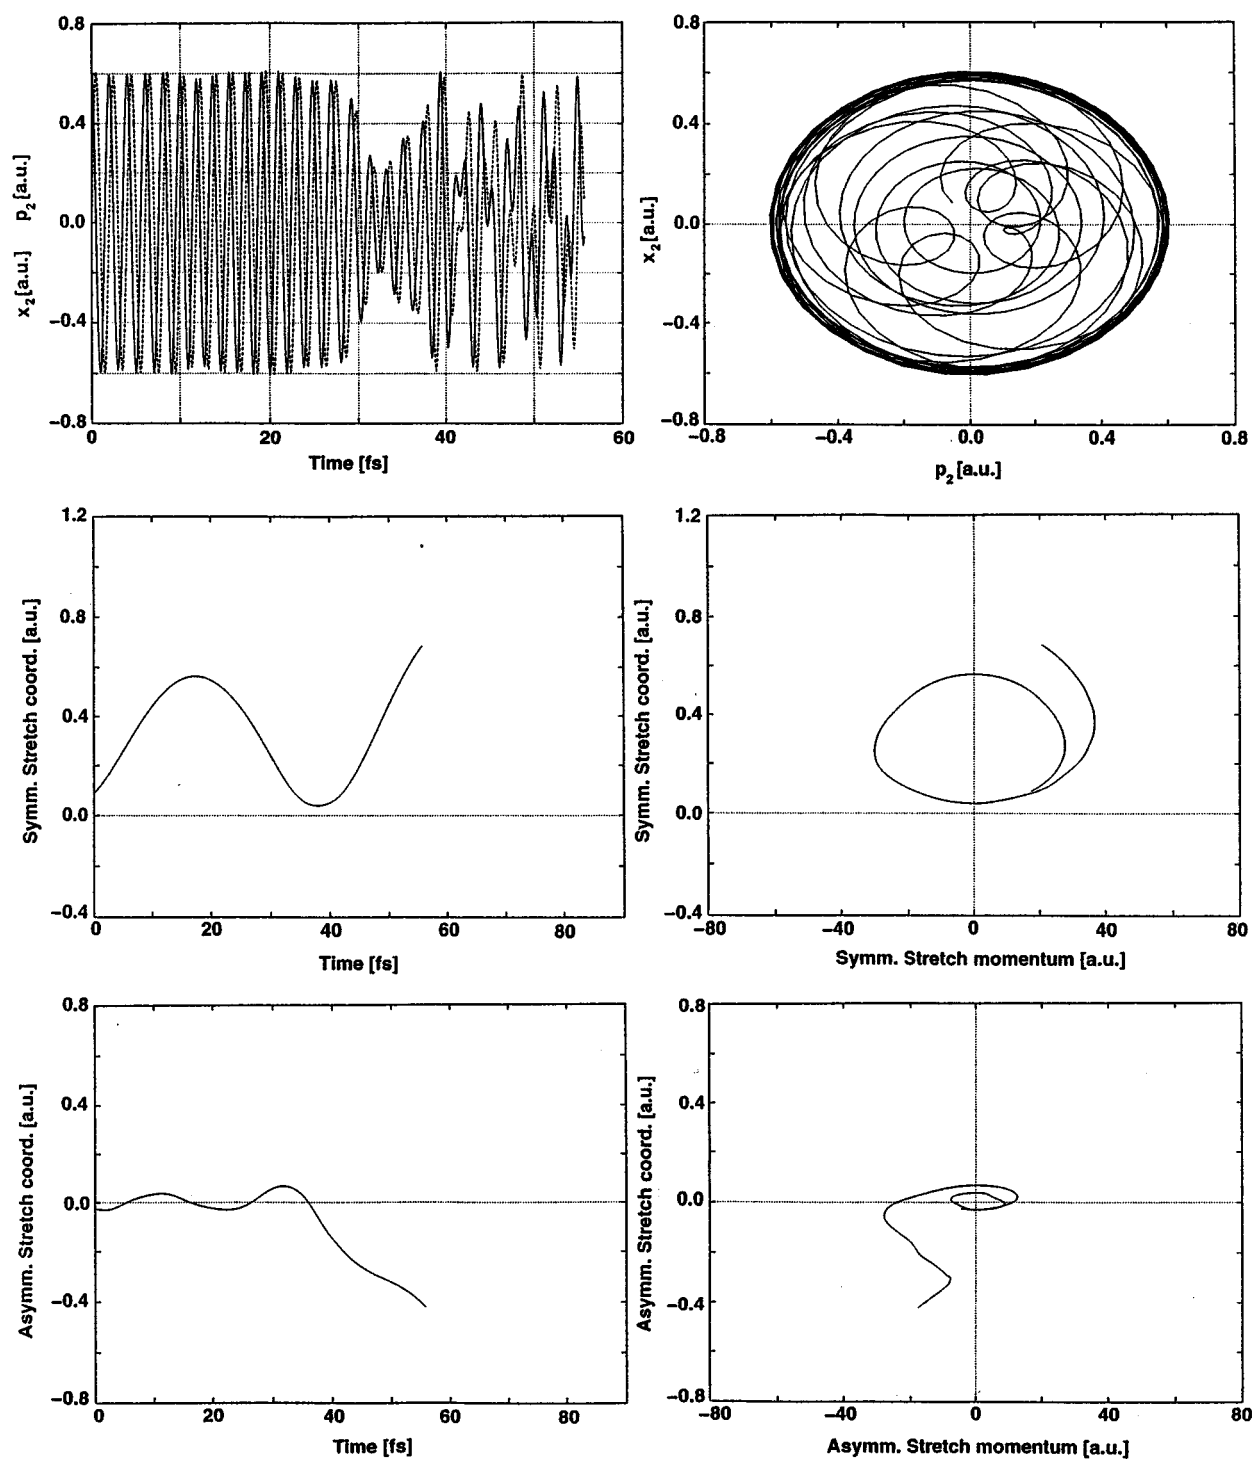 0.8
0.4
0.0
−0.4
−0.8
x2[a.u.] p2[a.u.]
0 20 40 60
Time [fs]
0.8
0.4
0.0
−0.4
−0.8
x2[a.u.]
−0.8 −0.4 0.0 0.4 0.8
p2[a.u.]
1.2
0.8
0.4
0.0
−0.4
Symm. Stretch coord. [a.u.]
0 20 40 60 80
Time [fs]
1.2
0.8
0.4
0.0
−0.4
Symm. Stretch coord. [a.u.]
−80 −40 0 40 80
Symm. Stretch momentum [a.u.]
0.8
0.4
0.0
−0.4
−0.8
Asymm. Stretch coord. [a.u.]
0 20 40 60 80
Time [fs]
0.8
0.4
0.0
−0.4
−0.8
Asymm. Stretch coord. [a.u.]
−80 −40 0 40 80
Asymm. Stretch momentum [a.u.]